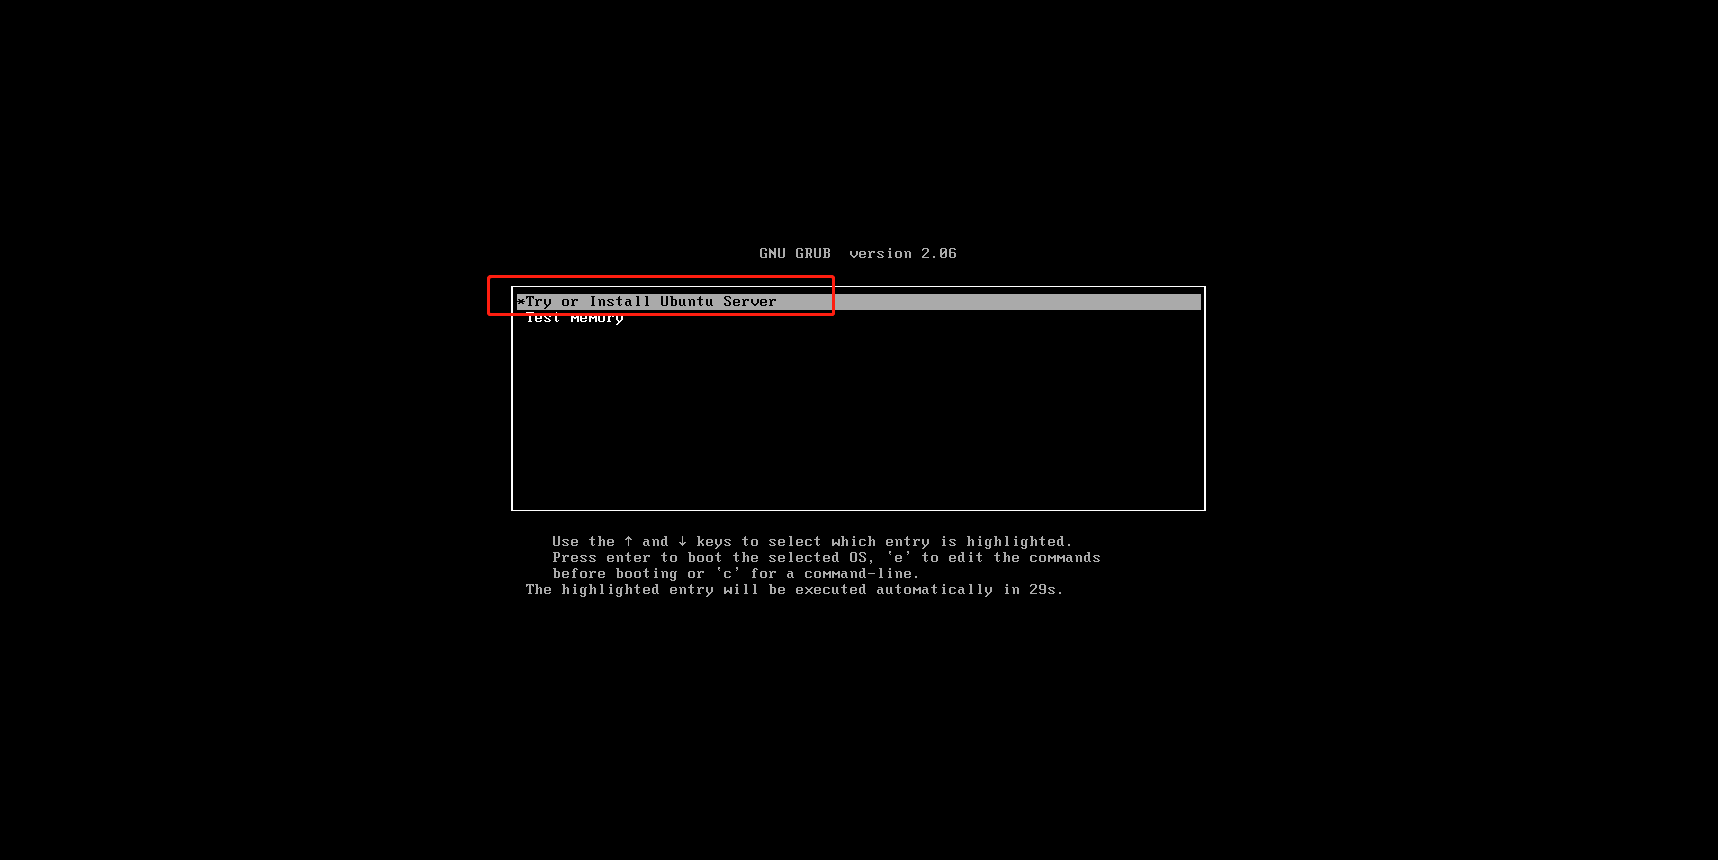 GNU GRUB  version 2.06
*Try or Install Ubuntu Server
Test memory
Use the ↑ and ↓ keys to select which entry is highlighted.
Press enter to boot the selected OS, `e' to edit the commands
before booting or `c' for a command-line.
The highlighted entry will be executed automatically in 29s.